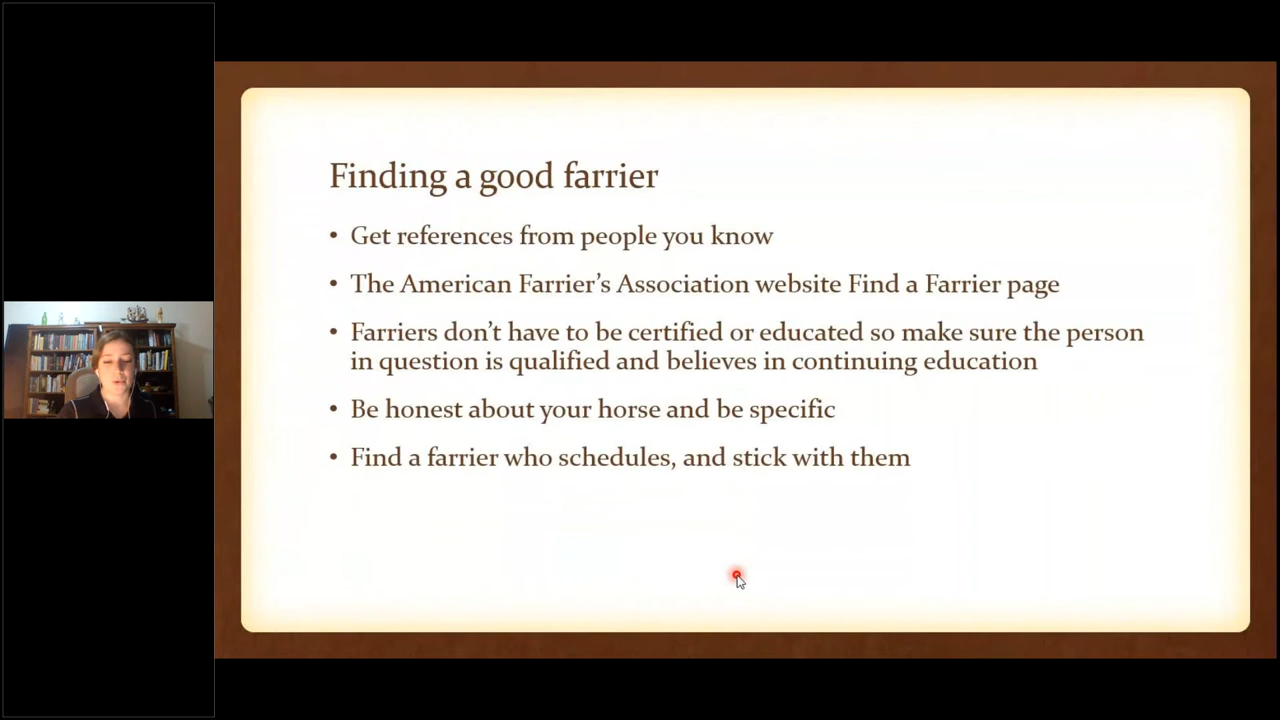 Finding a good farrier
• Get references from people you know
• The American Farrier’s Association website Find a Farrier page
• Farriers don’t have to be certified or educated so make sure the person
in question is qualified and believes in continuing education
• Be honest about your horse and be specific
• Find a farrier who schedules, and stick with them